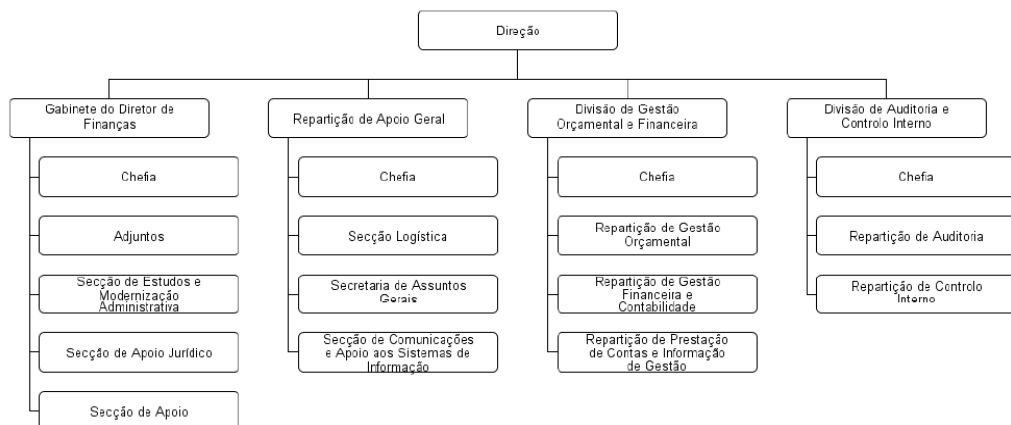 Direção
Gabinete do Diretor de
Finanças
Repartição de Apoio Geral
Divisão de Gestão
Orçamental e Financeira
Divisão de Auditoria e
Controlo Interno
Chefia
Chefia
Chefia
Chefia
Adjuntos
Secção Logística
Repartição de Gestão
Orçamental
Repartição de Auditoria
Secção de Estudos e
Modernização
Administrativa
Secretaria de Assuntos
Gerais
Repartição de Gestão
Financeira e
Contabilidade
Repartição de Controlo
Interno
Secção de Apoio Jurídico
Secção de Comunicações
e Apoio aos Sistemas de
Informação
Repartição de Prestação
de Contas e Informação
de Gestão
Secção de Apoio